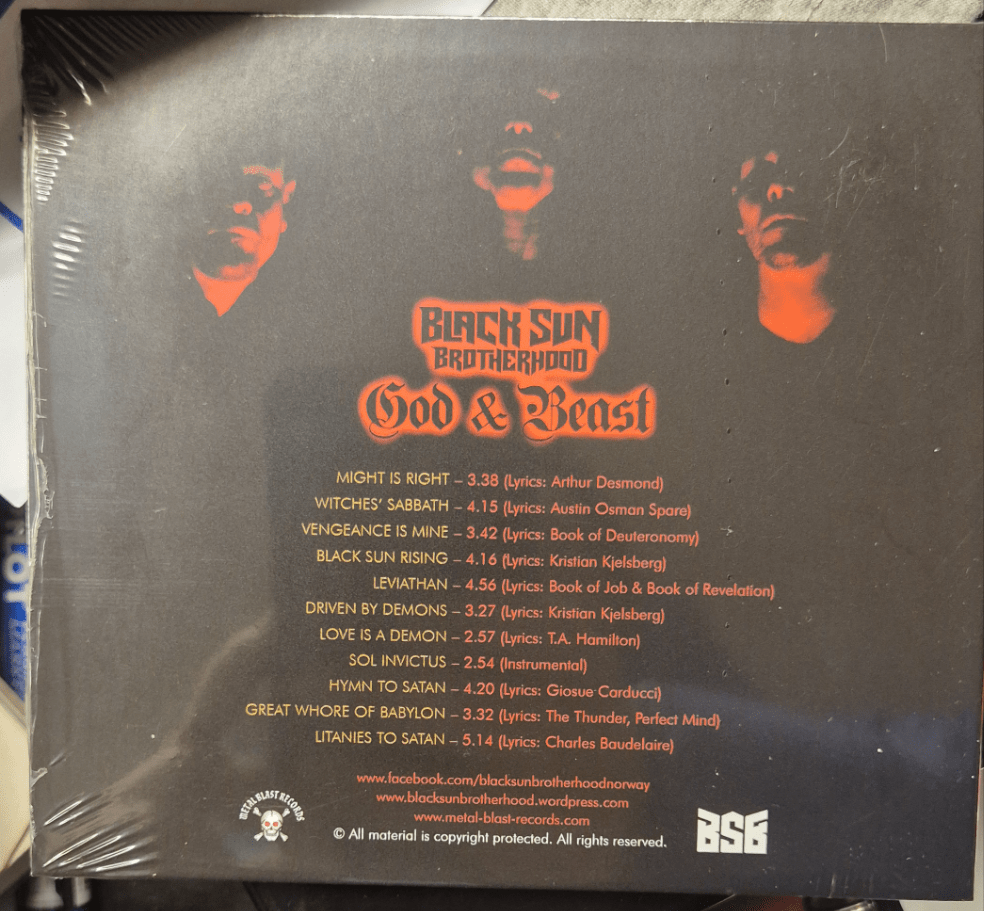 BLACK SUN
BROTHERHOOD
God & Beast
MIGHT IS RIGHT – 3.38 (Lyrics: Arthur Desmond)
WITCHES' SABBATH – 4.15 (Lyrics: Austin Osman Spare)
VENGEANCE IS MINE – 3.42 (Lyrics: Book of Deuteronomy)
BLACK SUN RISING – 4.16 (Lyrics: Kristian Kjelsberg)
LEVIATHAN – 4.56 (Lyrics: Book of Job & Book of Revelation)
DRIVEN BY DEMONS – 3.27 (Lyrics: Kristian Kjelsberg)
LOVE IS A DEMON – 2.57 (Lyrics: T.A. Hamilton)
SOL INVICTUS – 2.54 (Instrumental)
HYMN TO SATAN – 4.20 (Lyrics: Giosue Carducci)
GREAT WHORE OF BABYLON – 3.32 (Lyrics: The Thunder, Perfect Mind)
LITANIES TO SATAN – 5.14 (Lyrics: Charles Baudelaire)
www.facebook.com/blacksunbrotherhoodnorway
www.blacksunbrotherhood.wordpress.com
www.metal-blast-records.com
© All material is copyright protected. All rights reserved.
METAL BLAST RECORDS
BSB